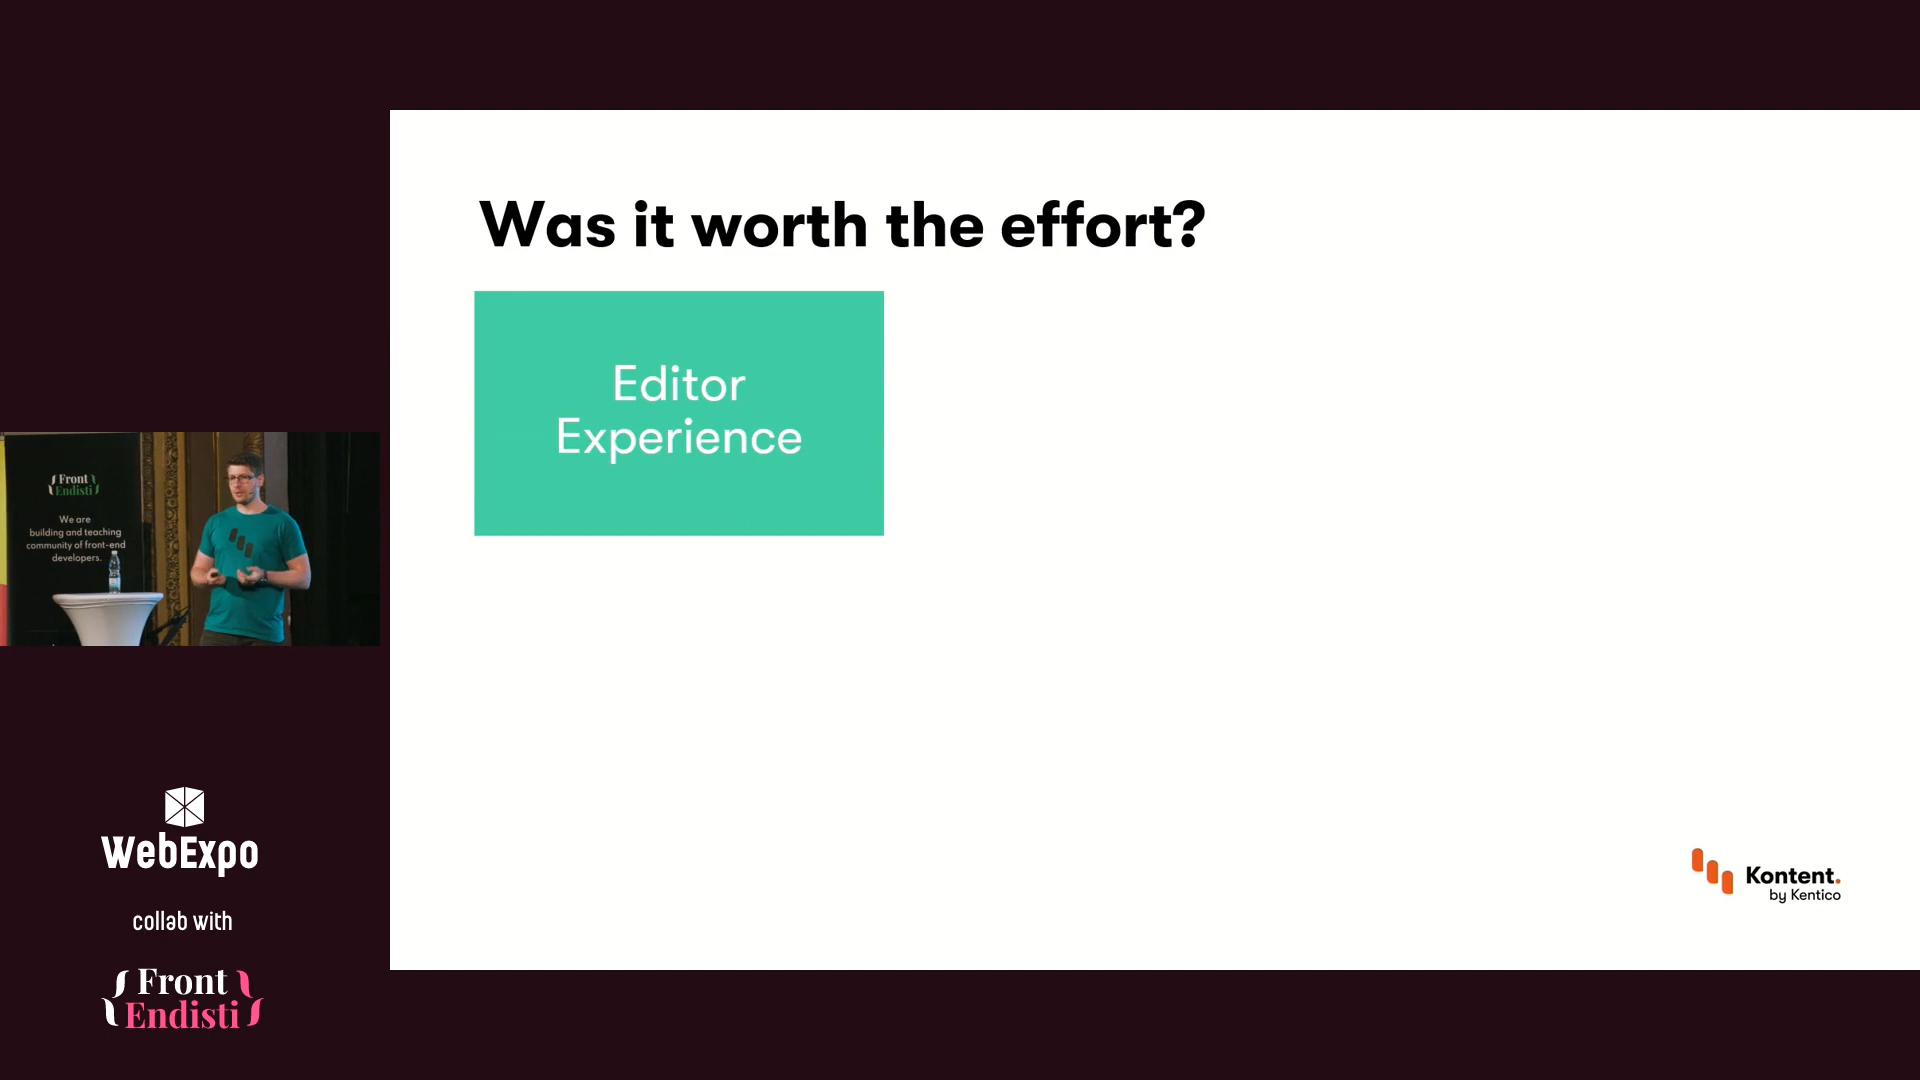 Was it worth the effort?
Editor
Experience
Front
Endisti
We are
building and teaching
community of front-end
developers.
WebExpo
collab with
Front
Endisti
Kontent.
by Kentico